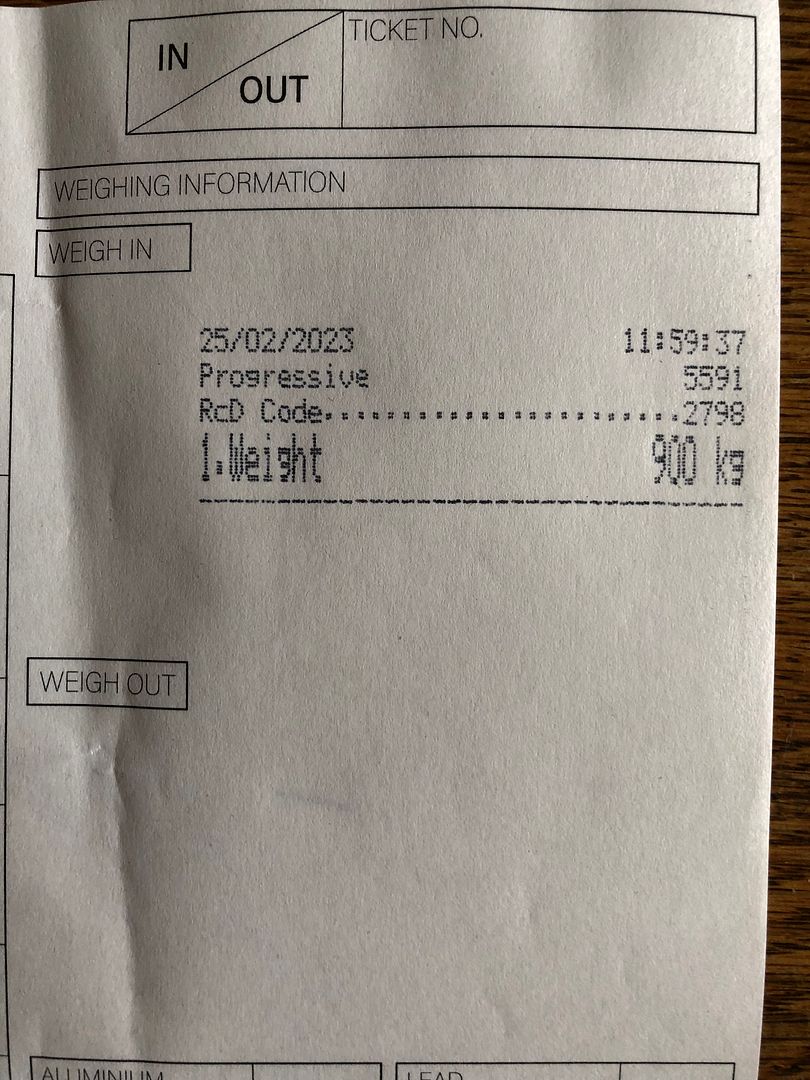 IN
TICKET NO.
OUT
WEIGHING INFORMATION
WEIGH IN
25/02/2023 11:59:37
Progressive 5591
RcD Code..............................2798
1.Weight 900 kg
--------------------------------------------------
WEIGH OUT
ALUMINIUM LEAD